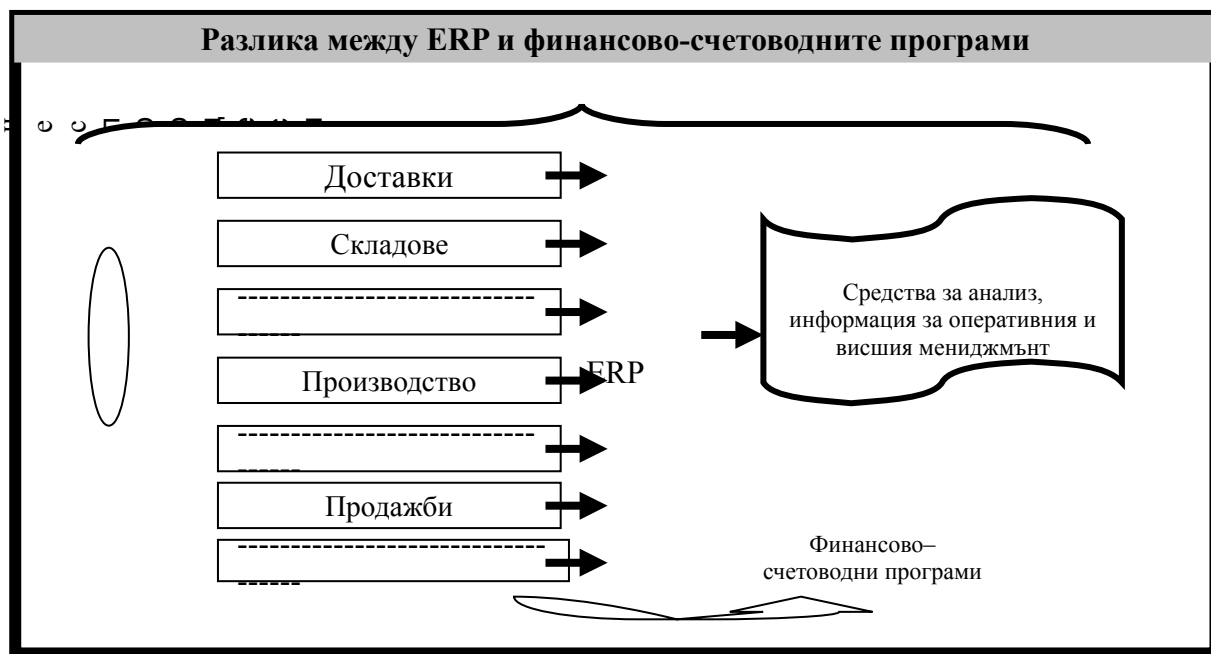 Разлика между ERP и финансово-счетоводните програми
Доставки
Складове
----------------------------
------
Производство
ERP
----------------------------
------
Продажби
-----------------------------
------
Средства за анализ,
информация за оперативния и
висшия мениджмънт
Финансово–
счетоводни програми